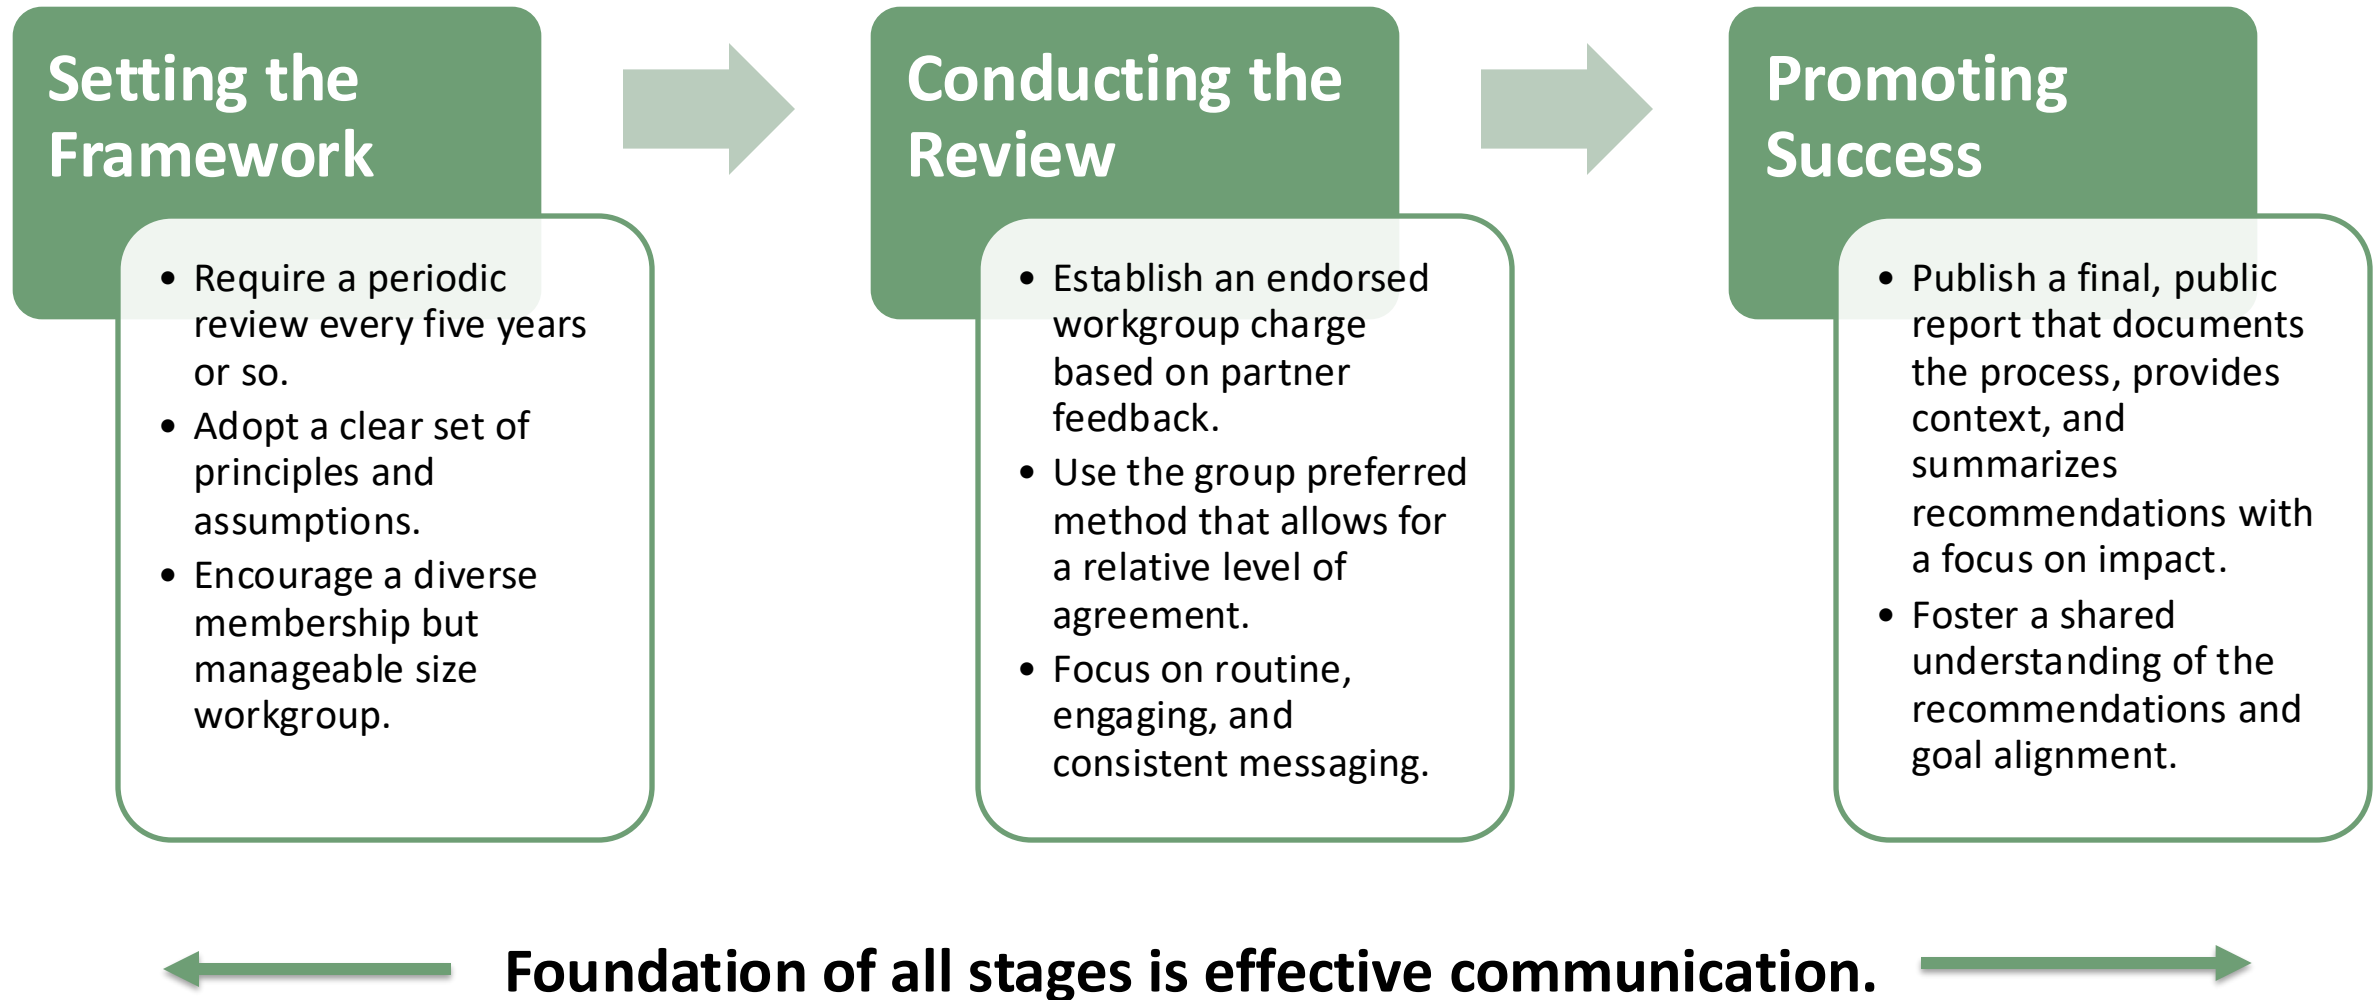 Setting the
Framework
• Require a periodic
review every five years
or so.
• Adopt a clear set of
principles and
assumptions.
• Encourage a diverse
membership but
manageable size
workgroup.
Conducting the
Review
• Establish an endorsed
workgroup charge
based on partner
feedback.
• Use the group preferred
method that allows for
a relative level of
agreement.
• Focus on routine,
engaging, and
consistent messaging.
Promoting
Success
• Publish a final, public
report that documents
the process, provides
context, and
summarizes
recommendations with
a focus on impact.
• Foster a shared
understanding of the
recommendations and
goal alignment.
Foundation of all stages is effective communication.